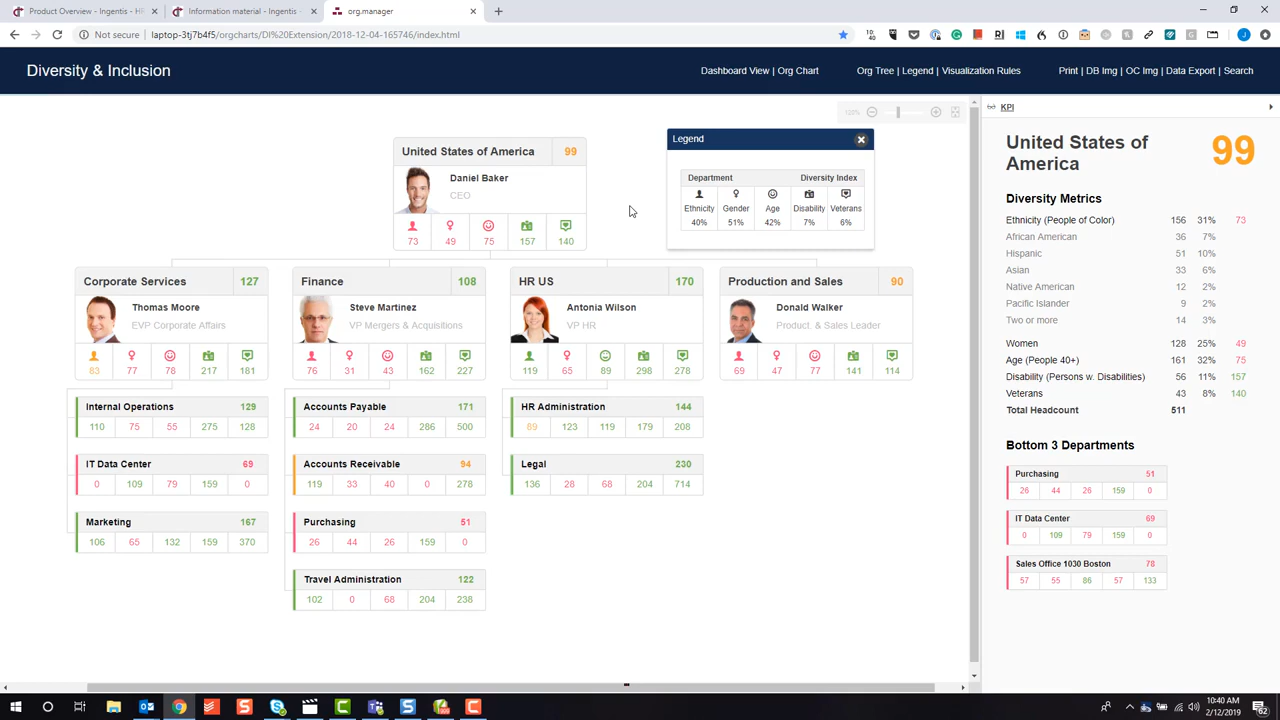 Product Overview - Ingentis - HR
Information material - Ingentis -
org.manager
Not secure | laptop-3tj7b4f5/orgcharts/DI%20Extension/2018-12-04-165746/index.html
Diversity & Inclusion
Dashboard View | Org Chart
Org Tree | Legend | Visualization Rules
Print | DB Img | OC Img | Data Export | Search
KPI
United States of America 99
Daniel Baker
CEO
73 49 75 157 140
Legend
Department Diversity Index
Ethnicity Gender Age Disability Veterans
40% 51% 42% 7% 6%
Corporate Services 127
Thomas Moore
EVP Corporate Affairs
83 77 78 217 181
Internal Operations 129
110 75 55 275 128
IT Data Center 69
0 109 79 159 0
Marketing 167
106 65 132 159 370
Finance 108
Steve Martinez
VP Mergers & Acquisitions
76 31 43 162 227
Accounts Payable 171
24 20 24 286 500
Accounts Receivable 94
119 33 40 0 278
Purchasing 51
26 44 26 159 0
Travel Administration 122
102 0 68 204 238
HR US 170
Antonia Wilson
VP HR
119 65 89 298 278
HR Administration 144
89 123 119 179 208
Legal 230
136 28 68 204 714
Production and Sales 90
Donald Walker
Product. & Sales Leader
69 47 77 141 114
United States of
America
99
Diversity Metrics
Ethnicity (People of Color) 156 31% 73
African American 36 7%
Hispanic 51 10%
Asian 33 6%
Native American 12 2%
Pacific Islander 9 2%
Two or more 14 3%
Women 128 25% 49
Age (People 40+) 161 32% 75
Disability (Persons w. Disabilities) 56 11% 157
Veterans 43 8% 140
Total Headcount 511
Bottom 3 Departments
Purchasing 51
26 44 26 159 0
IT Data Center 69
0 109 79 159 0
Sales Office 1030 Boston 78
57 55 86 57 133
10:40 AM
2/12/2019
62